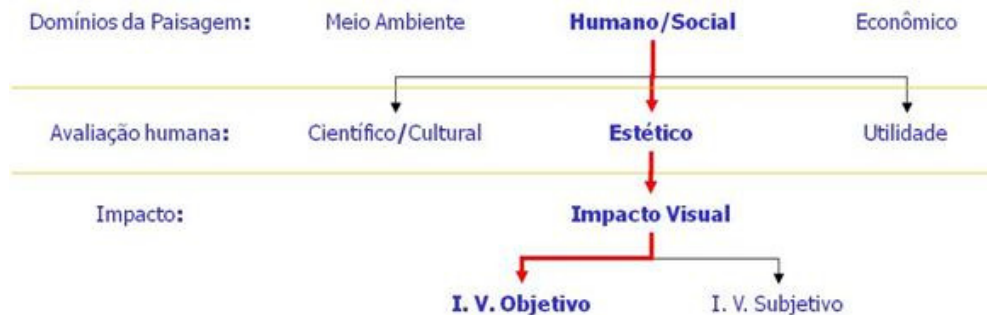 Domínios da Paisagem: Meio Ambiente Humano/Social Econômico
Avaliação humana: Científico/Cultural Estético Utilidade
Impacto: Impacto Visual
I. V. Objetivo I. V. Subjetivo